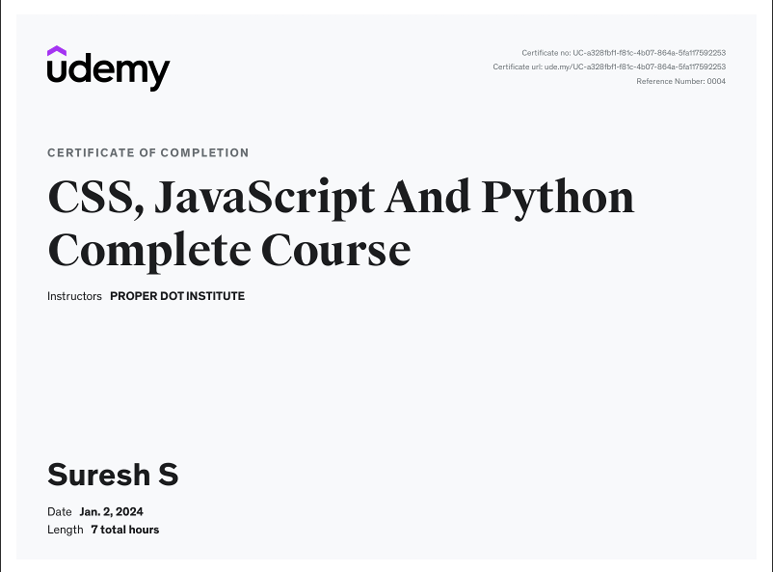 udemy
Certificate no: UC-a328fbf1-f81c-4b07-864a-5fa1f7592253
Certificate url: ude.my/UC-a328fbf1-f81c-4b07-864a-5fa1f7592253
Reference Number: 0004
CERTIFICATE OF COMPLETION
CSS, JavaScript And Python
Complete Course
Instructors PROPER DOT INSTITUTE
Suresh S
Date Jan. 2, 2024
Length 7 total hours